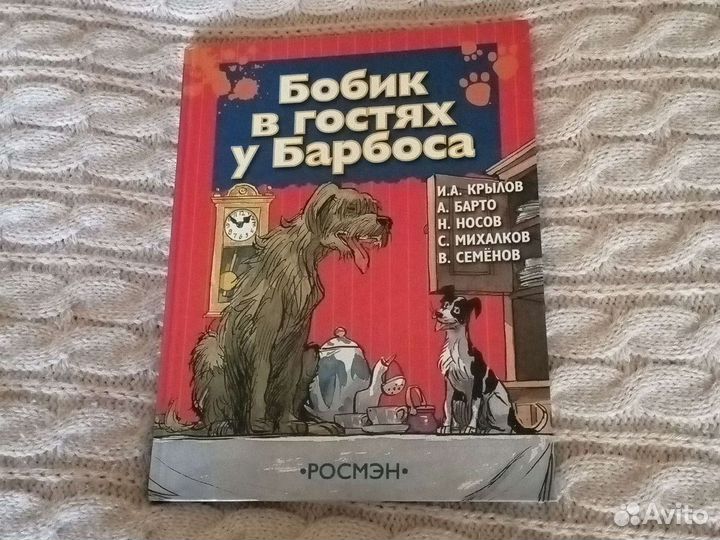 Бобик
в гостях
у Барбоса
И.А. КРЫЛОВ
А. БАРТО
Н. НОСОВ
С. МИХАЛКОВ
В. СЕМЁНОВ
•РОСМЭН•
Avito